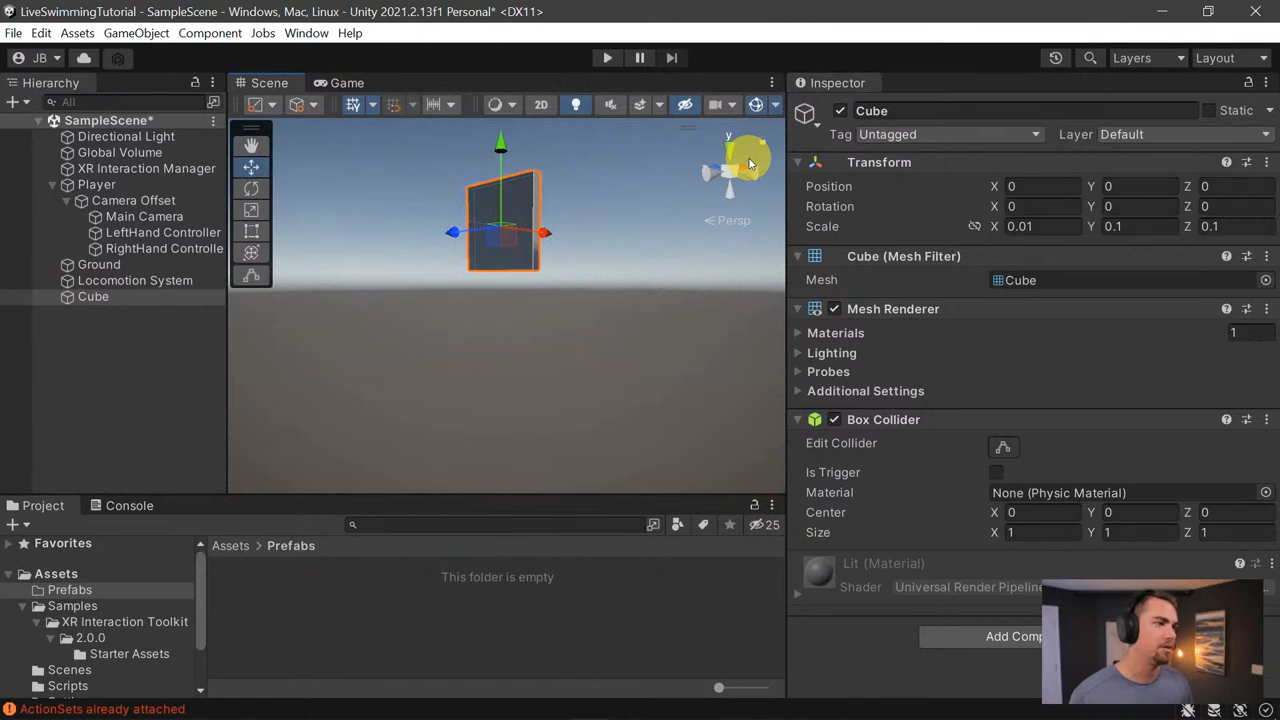 LiveSwimmingTutorial - SampleScene - Windows, Mac, Linux - Unity 2021.2.13f1 Personal* <DX11>
File Edit Assets GameObject Component Jobs Window Help
JB Layers Layout
Hierarchy Scene Game Inspector
All 2D Cube Static
Tag Untagged Layer Default
SampleScene*
Directional Light
Global Volume
XR Interaction Manager
Player
Camera Offset
Main Camera
LeftHand Controller
RightHand Controlle
Ground
Locomotion System
Cube
y
Persp
Transform
Position X 0 Y 0 Z 0
Rotation X 0 Y 0 Z 0
Scale X 0.01 Y 0.1 Z 0.1
Cube (Mesh Filter)
Mesh Cube
Mesh Renderer
Materials 1
Lighting
Probes
Additional Settings
Box Collider
Edit Collider
Is Trigger
Material None (Physic Material)
Center X 0 Y 0 Z 0
Size X 1 Y 1 Z 1
Lit (Material)
Shader Universal Render Pipeline
Add Comp
Project Console
25
Favorites
Assets
Prefabs
Samples
XR Interaction Toolkit
2.0.0
Starter Assets
Scenes
Scripts
Assets > Prefabs
This folder is empty
ActionSets already attached